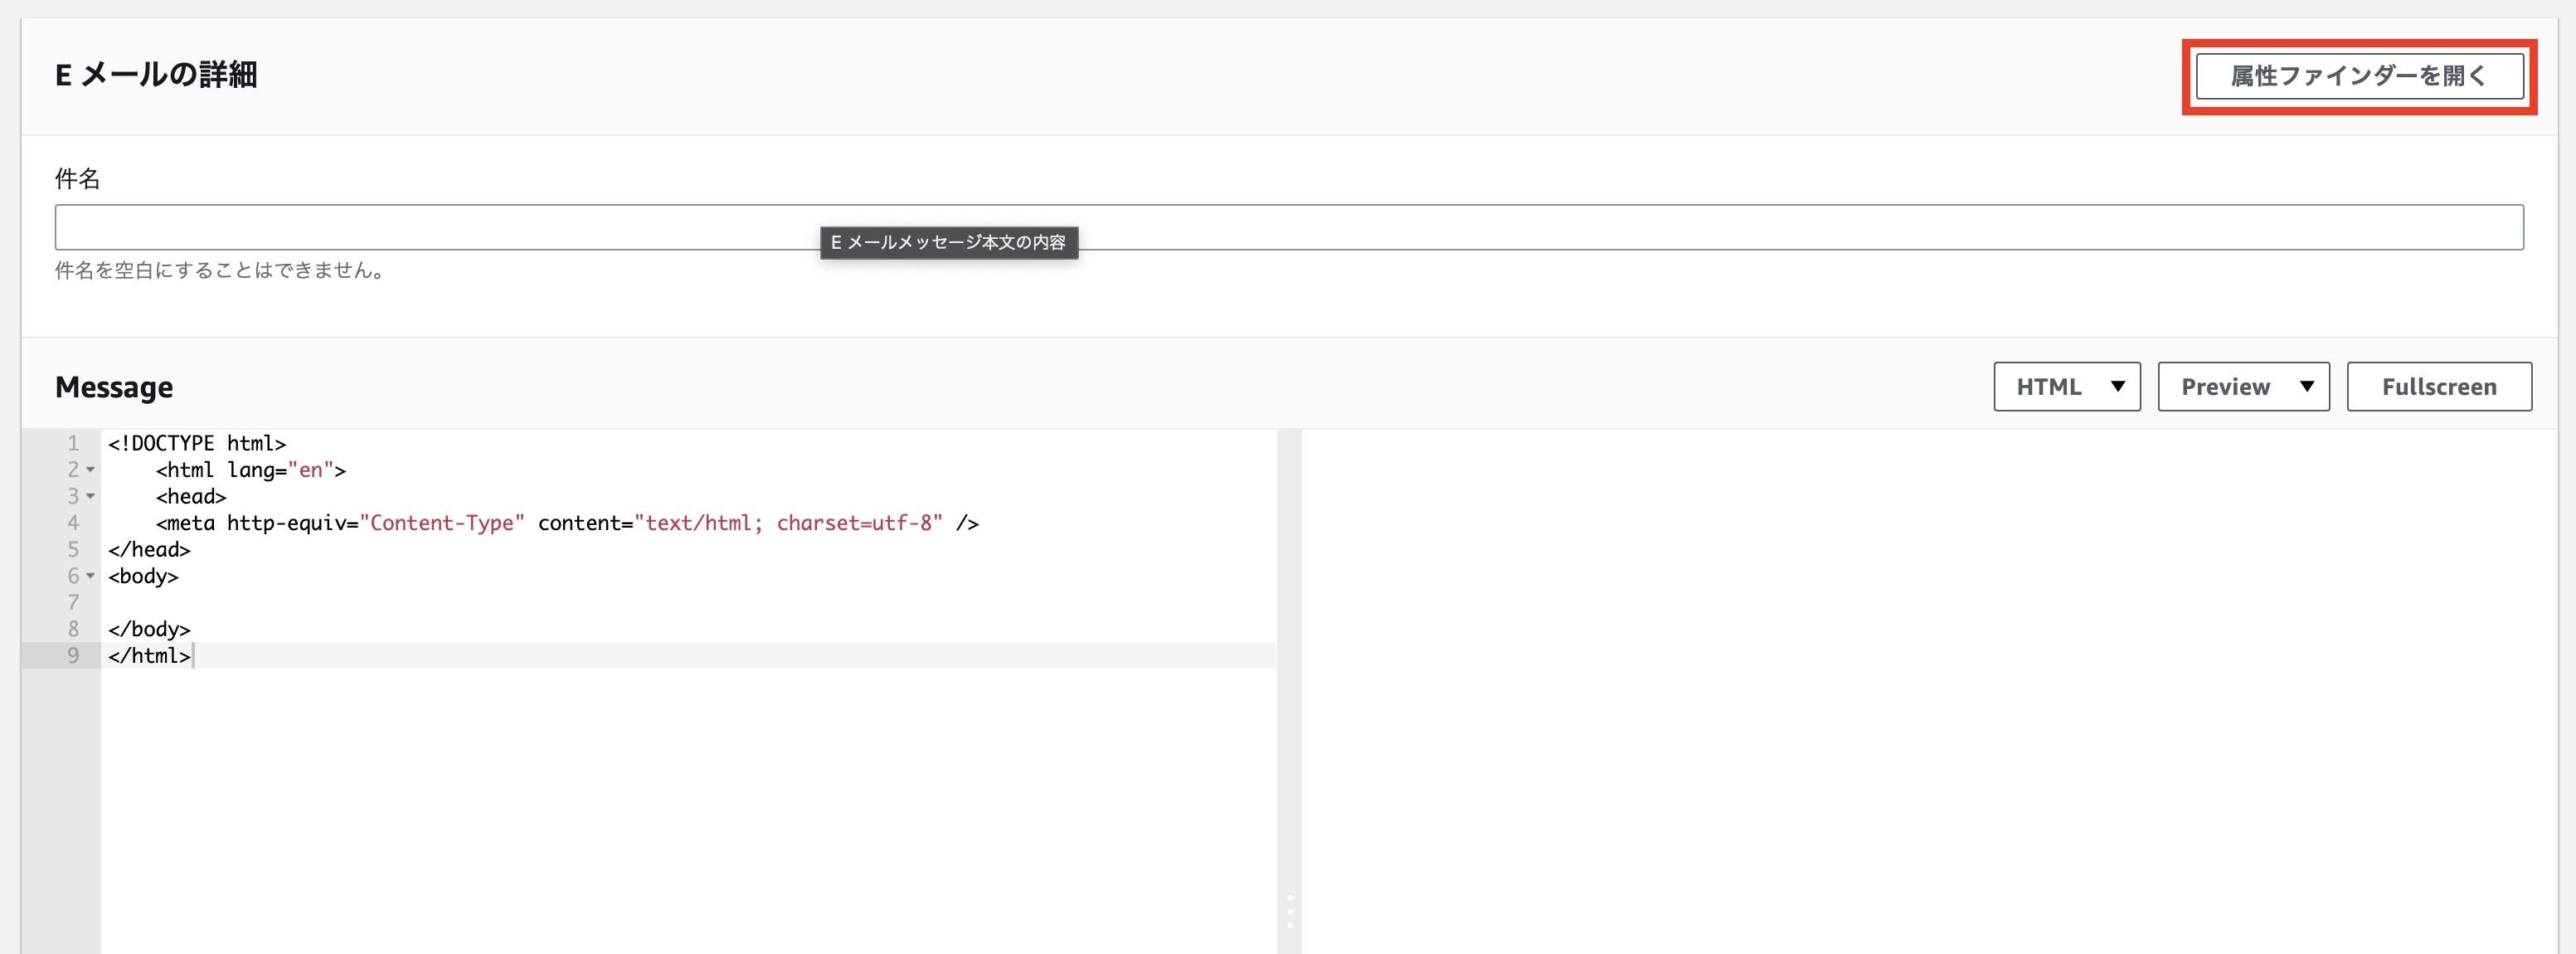 E メールの詳細
属性ファインダーを開く
件名
E メールメッセージ本文の内容
件名を空白にすることはできません。
Message
HTML
Preview
Fullscreen
1 <!DOCTYPE html>
2 <html lang="en">
3 <head>
4 <meta http-equiv="Content-Type" content="text/html; charset=utf-8" />
5 </head>
6 <body>
7
8 </body>
9 </html>